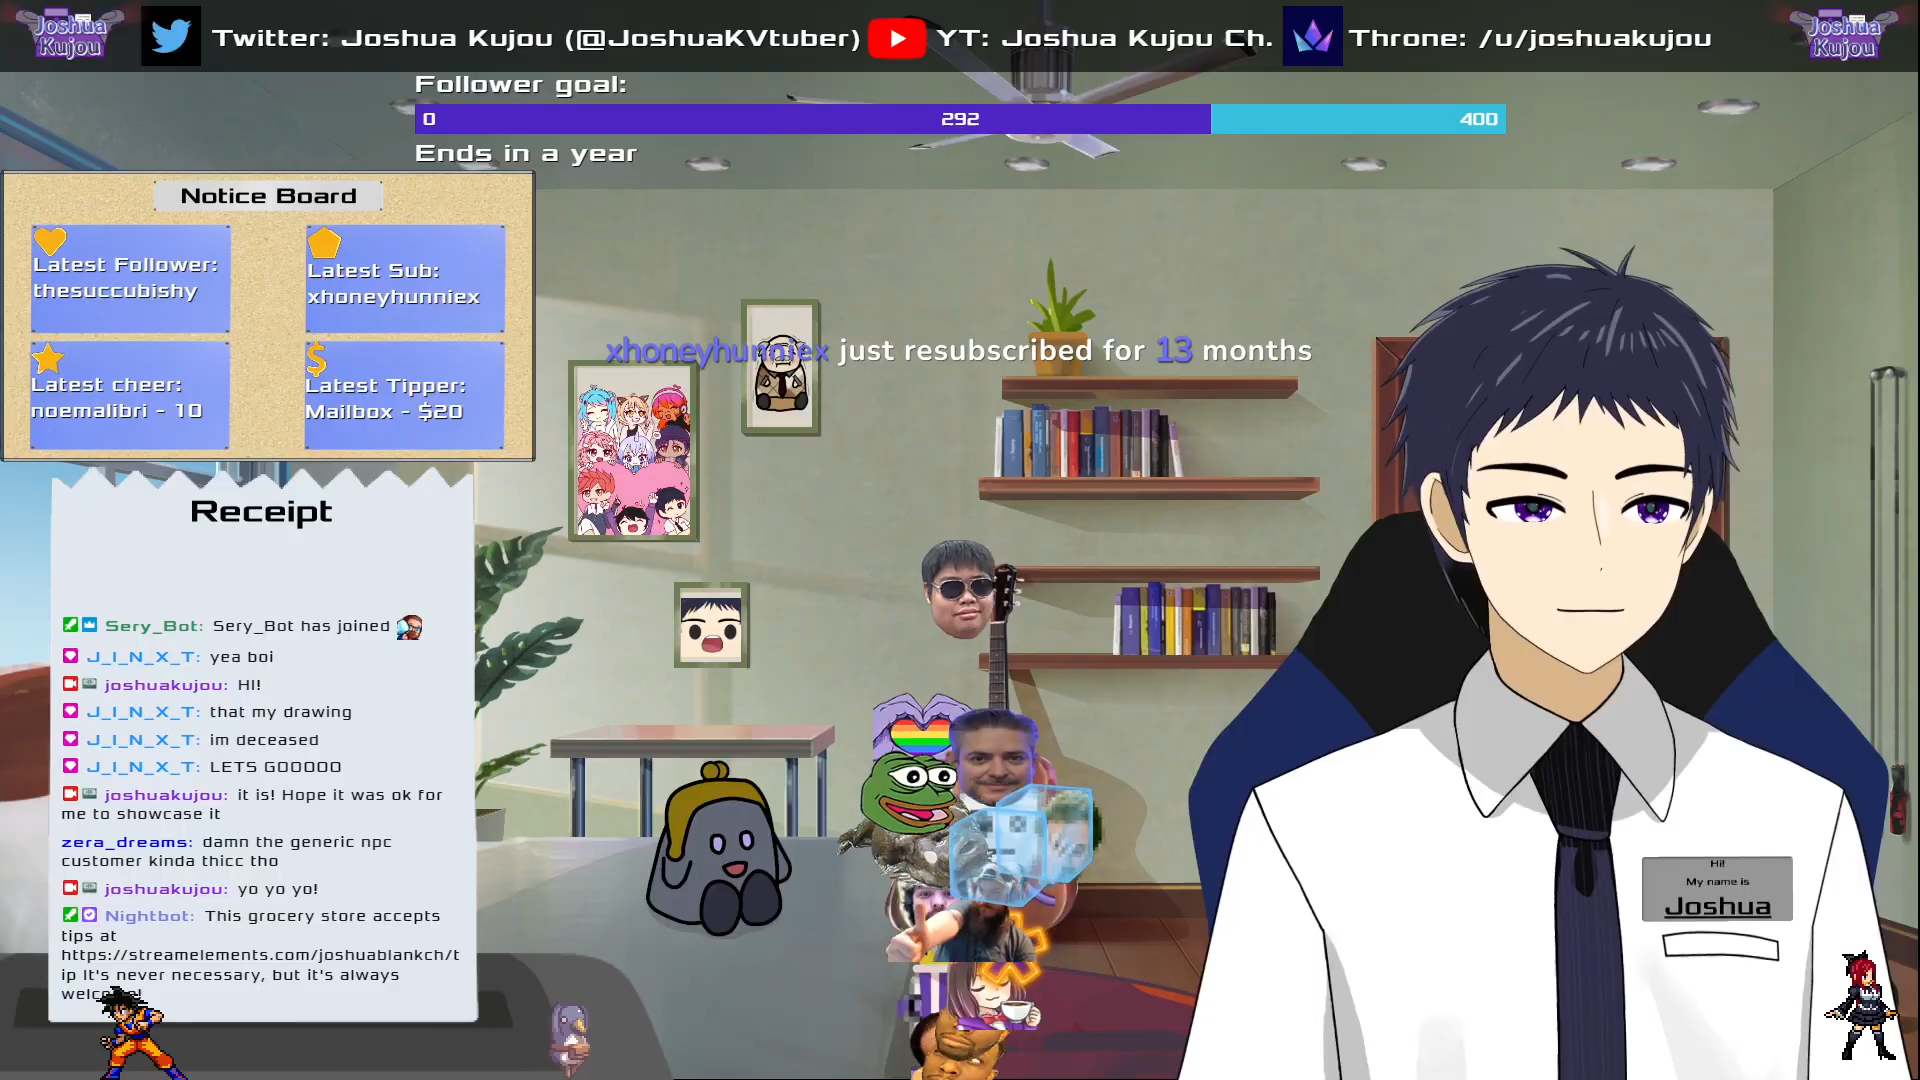 Joshua
Kujou
Twitter: Joshua Kujou (@JoshuaKVtuber)
YT: Joshua Kujou Ch.
Throne: /u/joshuakujou
Joshua
Kujou
Follower goal:
0
292
400
Ends in a year
Notice Board
Latest Follower:
thesuccubishy
Latest Sub:
xhoneyhunniex
Latest cheer:
noemalibri - 10
Latest Tipper:
Mailbox - $20
xhoneyhunniex just resubscribed for 13 months
Receipt
Sery_Bot: Sery_Bot has joined
J_I_N_X_T: yea boi
joshuakujou: HI!
J_I_N_X_T: that my drawing
J_I_N_X_T: im deceased
J_I_N_X_T: LETS GOOOOO
joshuakujou: it is! Hope it was ok for
me to showcase it
zera_dreams: damn the generic npc
customer kinda thicc tho
joshuakujou: yo yo yo!
Nightbot: This grocery store accepts
tips at
https://streamelements.com/joshuablankch/t
ip It's never necessary, but it's always
welcome!
Hi!
My name is
Joshua